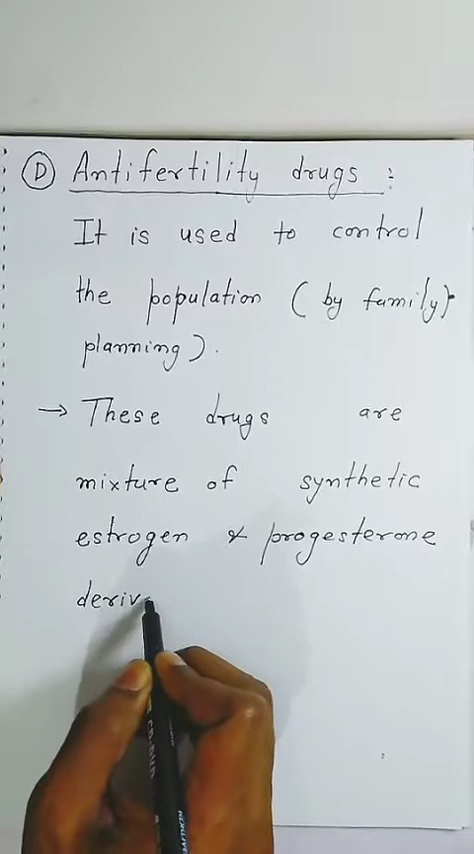 D Antifertility drugs :
It is used to control
the population ( by family
planning ) .
→ These drugs are
mixture of synthetic
estrogen & progesterone
deriv